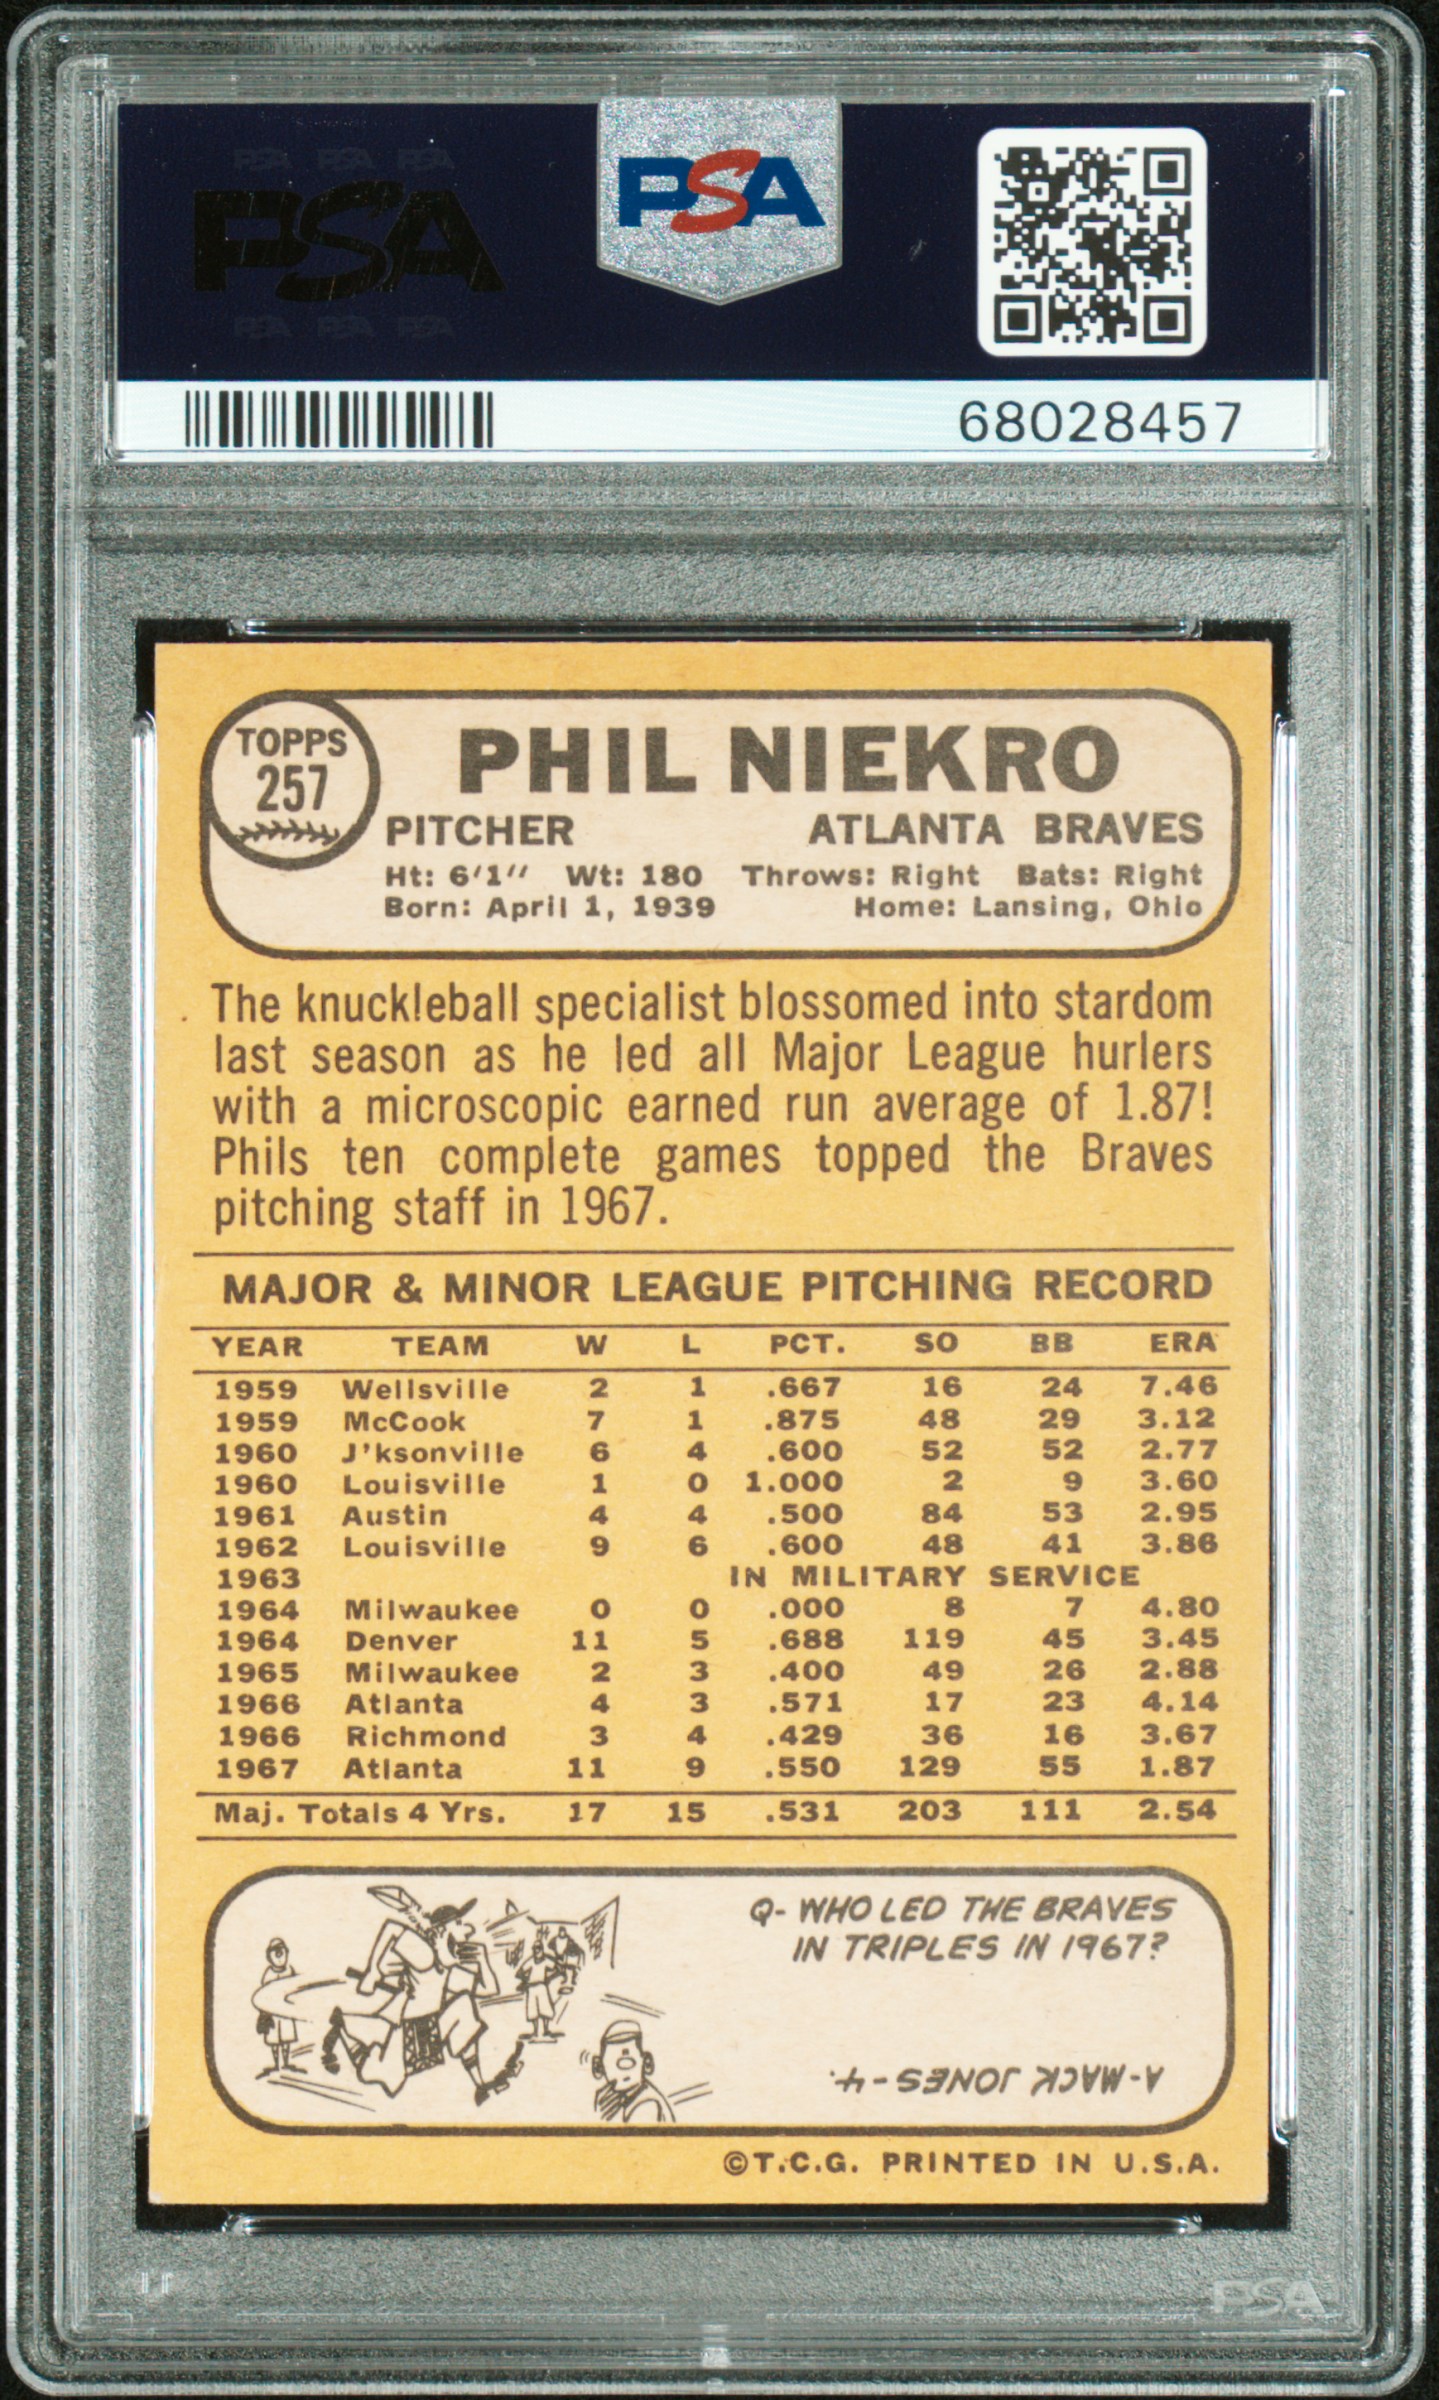 PSA PSA PSA
PSA
PSA PSA PSA
PSA
68028457
TOPPS
257
PHIL NIEKRO
PITCHER ATLANTA BRAVES
Ht: 6'1" Wt: 180 Throws: Right Bats: Right
Born: April 1, 1939 Home: Lansing, Ohio
The knuckleball specialist blossomed into stardom
last season as he led all Major League hurlers
with a microscopic earned run average of 1.87!
Phils ten complete games topped the Braves
pitching staff in 1967.
MAJOR & MINOR LEAGUE PITCHING RECORD
YEAR TEAM W L PCT. SO BB ERA
1959 Wellsville 2 1 .667 16 24 7.46
1959 McCook 7 1 .875 48 29 3.12
1960 J'ksonville 6 4 .600 52 52 2.77
1960 Louisville 1 0 1.000 2 9 3.60
1961 Austin 4 4 .500 84 53 2.95
1962 Louisville 9 6 .600 48 41 3.86
1963 IN MILITARY SERVICE
1964 Milwaukee 0 0 .000 8 7 4.80
1964 Denver 11 5 .688 119 45 3.45
1965 Milwaukee 2 3 .400 49 26 2.88
1966 Atlanta 4 3 .571 17 23 4.14
1966 Richmond 3 4 .429 36 16 3.67
1967 Atlanta 11 9 .550 129 55 1.87
Maj. Totals 4 Yrs. 17 15 .531 203 111 2.54
Q- WHO LED THE BRAVES
IN TRIPLES IN 1967?
A-MACK JONES-4.
©T.C.G. PRINTED IN U.S.A.
PSA